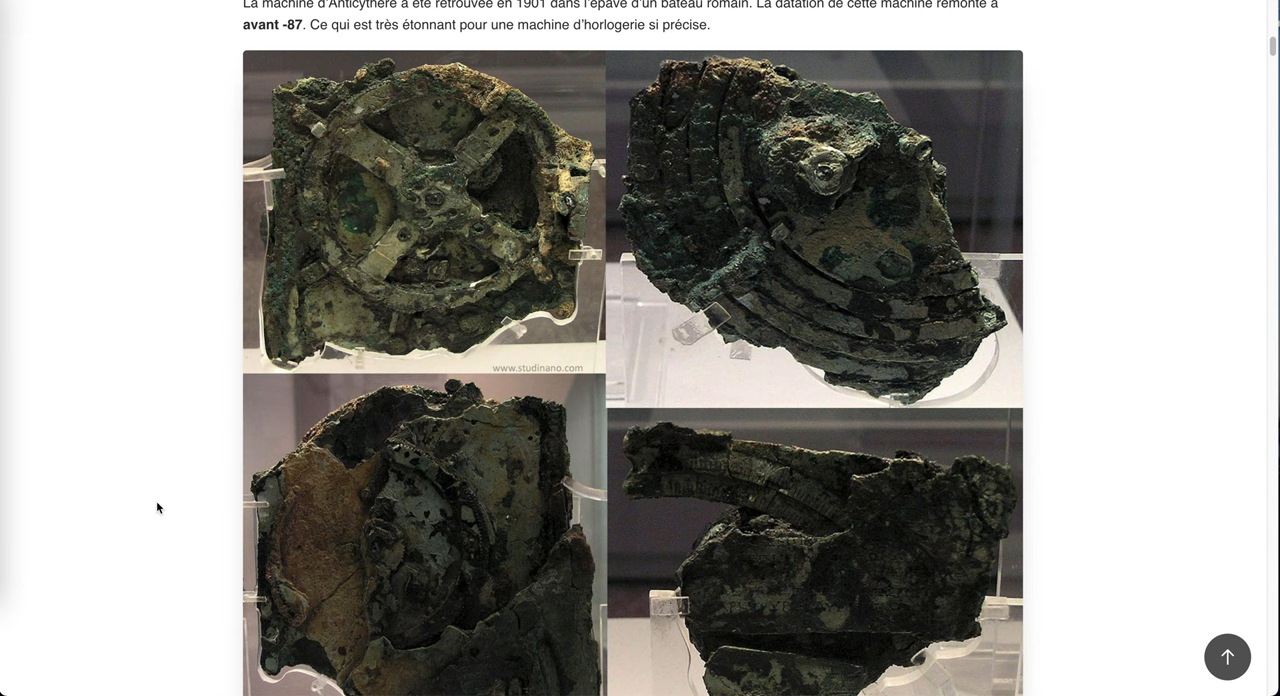 La machine d'Anticythère a été retrouvée en 1901 dans l'épave d'un bateau romain. La datation de cette machine remonte à
avant -87. Ce qui est très étonnant pour une machine d'horlogerie si précise.
www.studinano.com